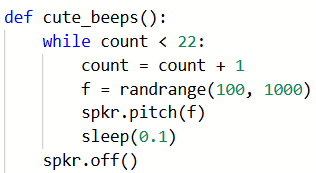 def cute_beeps():
    while count < 22:
        count = count + 1
        f = randrange(100, 1000)
        spkr.pitch(f)
        sleep(0.1)
    spkr.off()